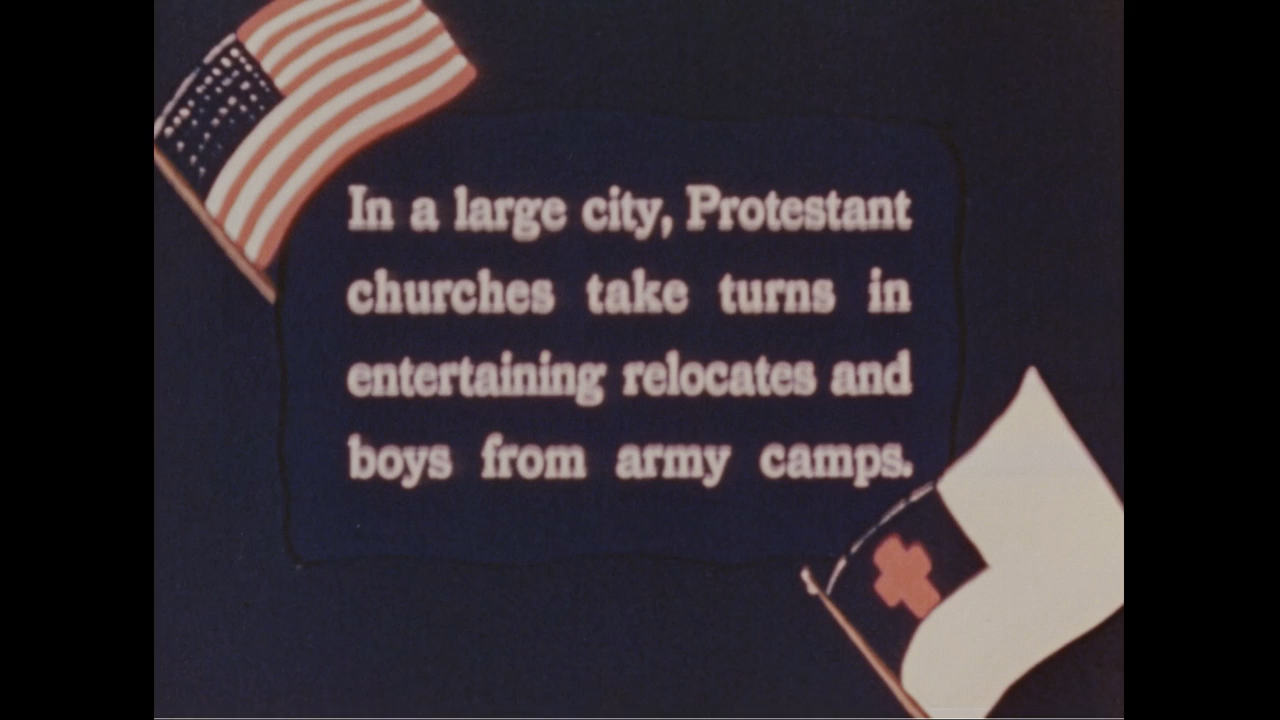 In a large city, Protestant
churches take turns in
entertaining relocates and
boys from army camps.